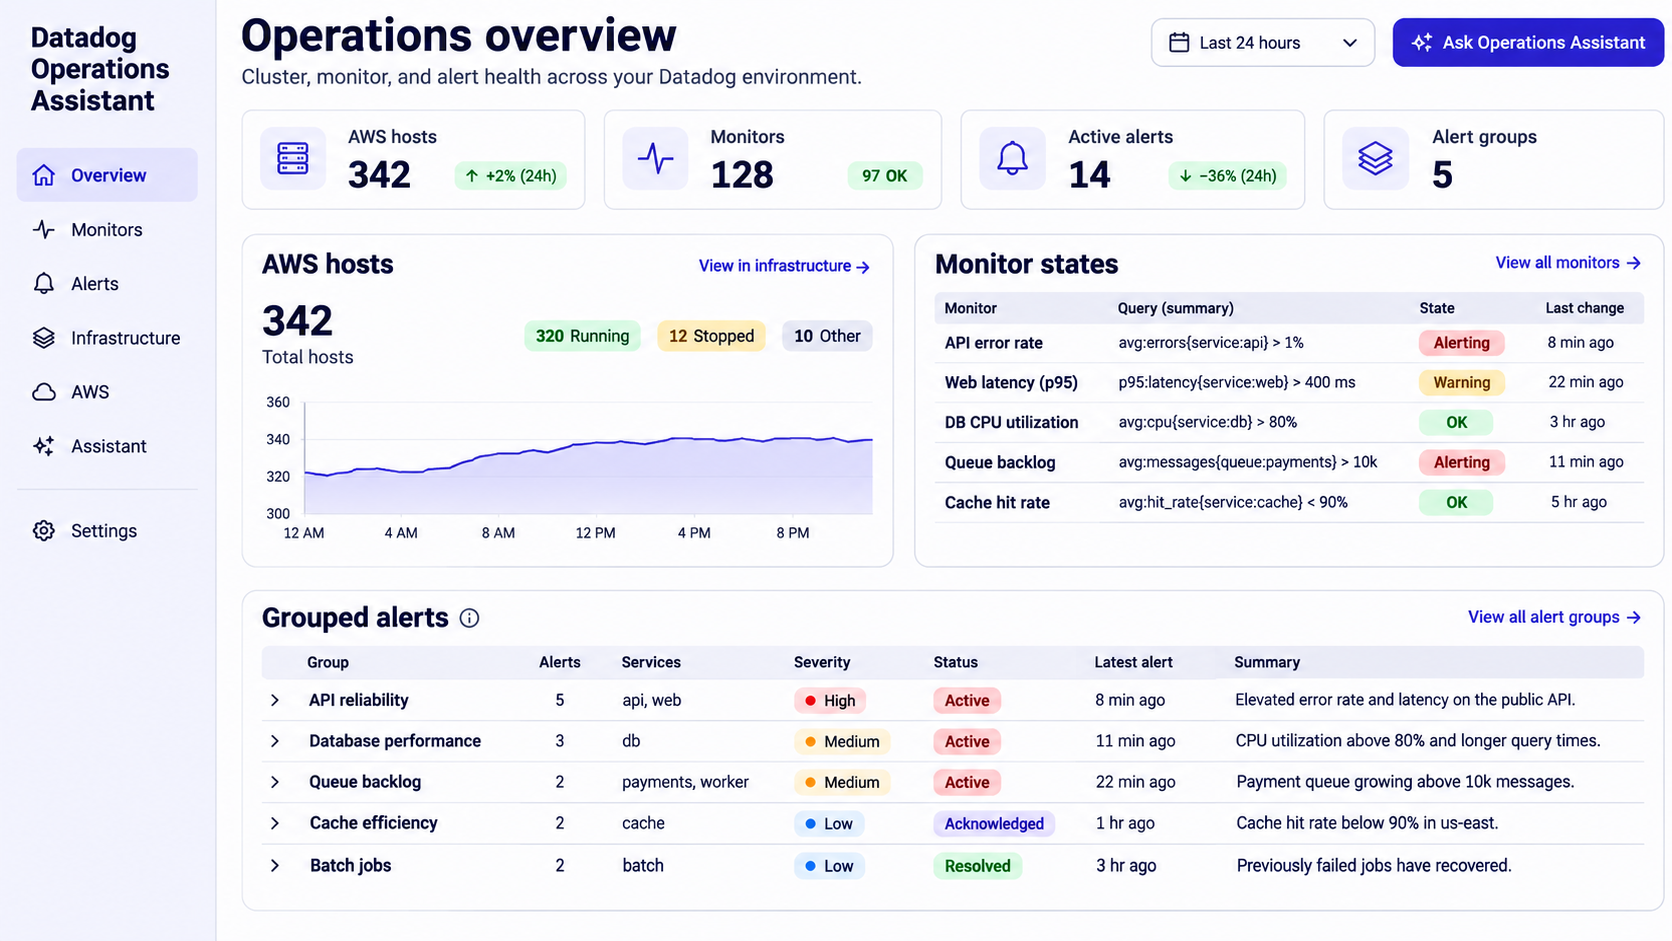 Datadog
Operations
Assistant
Overview
Monitors
Alerts
Infrastructure
AWS
Assistant
Settings
Operations overview
Cluster, monitor, and alert health across your Datadog environment.
Last 24 hours
Ask Operations Assistant
AWS hosts
342
↑ +2% (24h)
Monitors
128
97 OK
Active alerts
14
↓ −36% (24h)
Alert groups
5
AWS hosts
View in infrastructure →
342
Total hosts
320 Running
12 Stopped
10 Other
360
340
320
300
12 AM 4 AM 8 AM 12 PM 4 PM 8 PM
Monitor states
View all monitors →
Monitor Query (summary) State Last change
API error rate avg:errors{service:api} > 1% Alerting 8 min ago
Web latency (p95) p95:latency{service:web} > 400 ms Warning 22 min ago
DB CPU utilization avg:cpu{service:db} > 80% OK 3 hr ago
Queue backlog avg:messages{queue:payments} > 10k Alerting 11 min ago
Cache hit rate avg:hit_rate{service:cache} < 90% OK 5 hr ago
Grouped alerts
View all alert groups →
Group Alerts Services Severity Status Latest alert Summary
API reliability 5 api, web High Active 8 min ago Elevated error rate and latency on the public API.
Database performance 3 db Medium Active 11 min ago CPU utilization above 80% and longer query times.
Queue backlog 2 payments, worker Medium Active 22 min ago Payment queue growing above 10k messages.
Cache efficiency 2 cache Low Acknowledged 1 hr ago Cache hit rate below 90% in us-east.
Batch jobs 2 batch Low Resolved 3 hr ago Previously failed jobs have recovered.